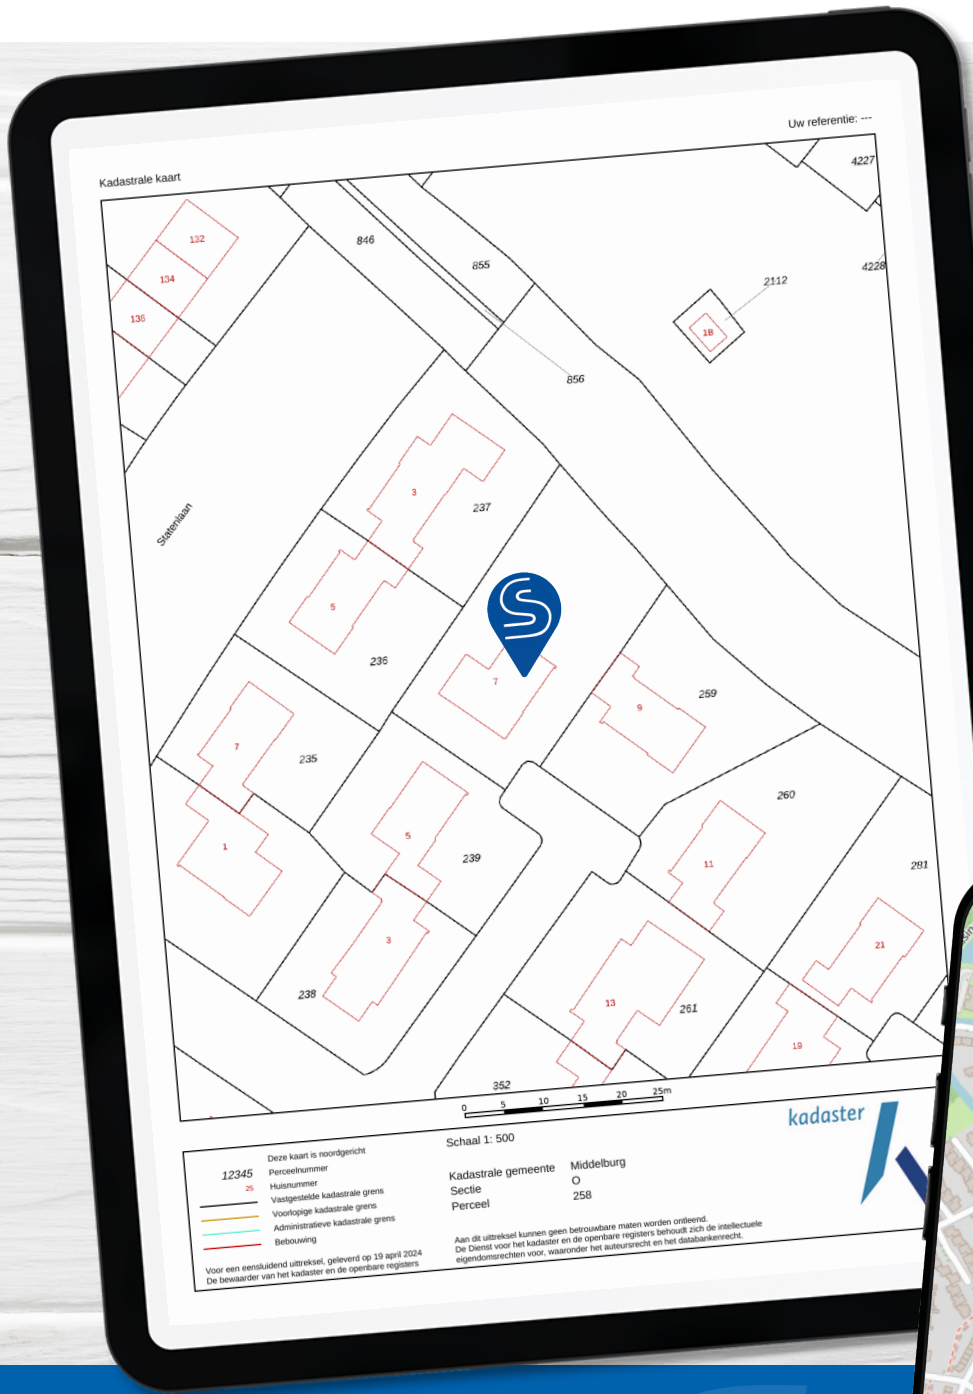 Uw referentie: ---
Kadastrale kaart
4227
132
846
855
4228
134
2112
136
1B
856
3
237
Statenlaan
5
236
7
259
9
7
235
260
5
239
11
281
1
3
21
238
13
261
19
352
0 5 10 15 20 25m
Schaal 1: 500
kadaster
Deze kaart is noordgericht
12345 Perceelnummer
25 Huisnummer
Vastgestelde kadastrale grens
Voorlopige kadastrale grens
Administratieve kadastrale grens
Bebouwing
Kadastrale gemeente Middelburg
Sectie O
Perceel 258
Voor een eensluidend uittreksel, geleverd op 19 april 2024
De bewaarder van het kadaster en de openbare registers
Aan dit uittreksel kunnen geen betrouwbare maten worden ontleend.
De Dienst voor het kadaster en de openbare registers behoudt zich de intellectuele
eigendomsrechten voor, waaronder het auteursrecht en het databankenrecht.